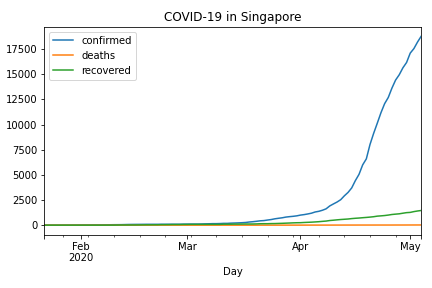 COVID-19 in Singapore
confirmed
deaths
recovered
17500
15000
12500
10000
7500
5000
2500
0
Feb
2020
Mar
Apr
May
Day